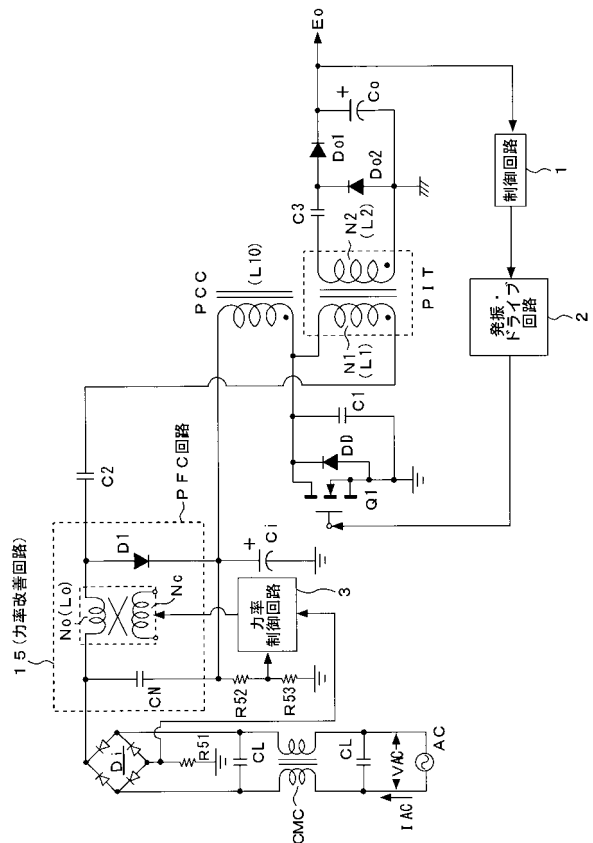 15(力率改善回路)
PFC回路
No(Lo)
Nc
D1
CN
C2
Di
R51
R52
R53
Ci
力率
制御回路
3
CL
CMC
CL
VAC
IAC
AC
PCC
(L10)
C1
DD
Q1
N1
(L1)
N2
(L2)
PIT
C3
Do1
Do2
Co
Eo
制御回路
1
発振・
ドライブ
回路
2
+
+